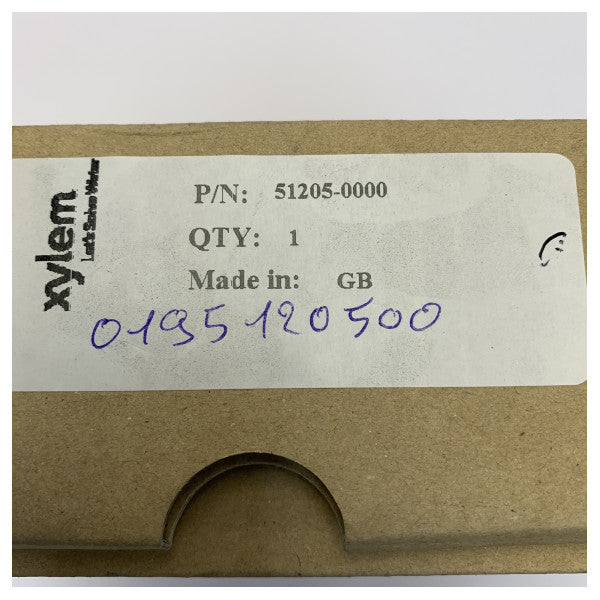 xylem
Let's Solve Water
P/N: 51205-0000
QTY: 1
Made in: GB
0195120500